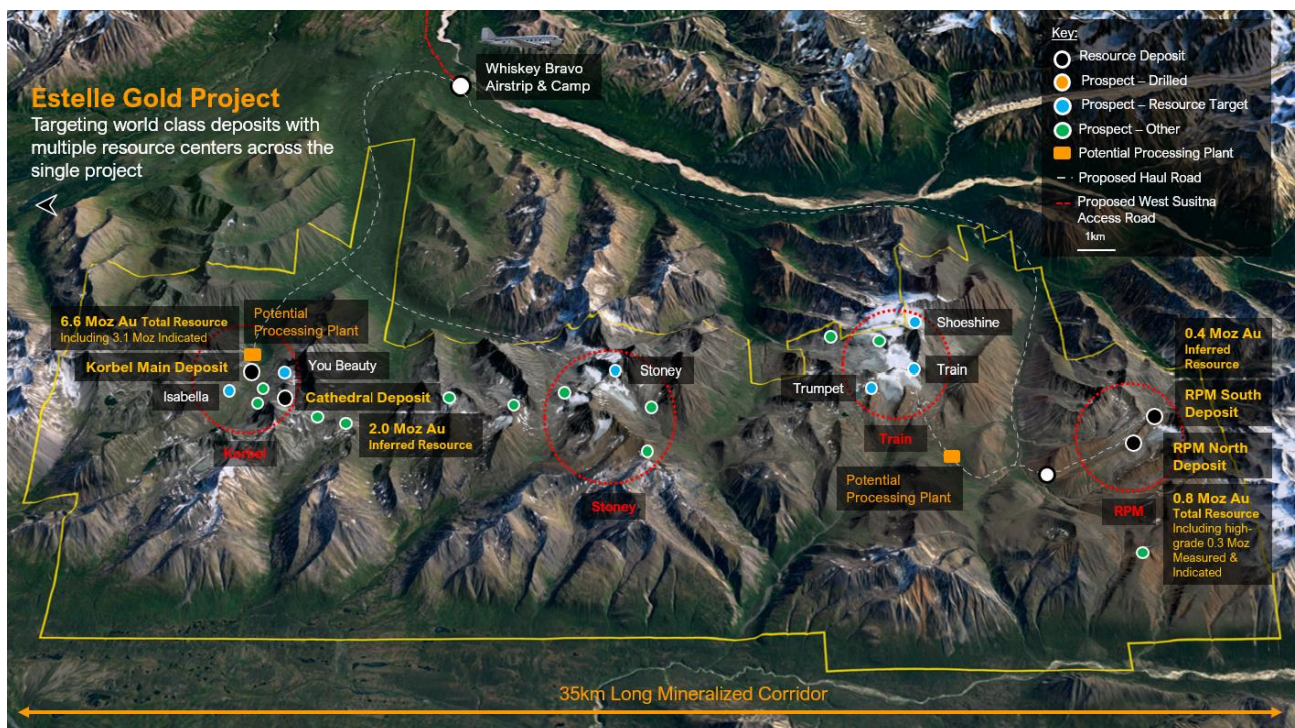 Estelle Gold Project
Targeting world class deposits with
multiple resource centers across the
single project
Whiskey Bravo
Airstrip & Camp
Key:
Resource Deposit
Prospect – Drilled
Prospect – Resource Target
Prospect – Other
Potential Processing Plant
Proposed Haul Road
Proposed West Susitna
Access Road
1km
6.6 Moz Au Total Resource
Including 3.1 Moz Indicated
Potential
Processing Plant
Korbel Main Deposit
You Beauty
Isabella
Cathedral Deposit
2.0 Moz Au
Inferred Resource
Korbel
Stoney
Stoney
Shoeshine
Train
Trumpet
Train
Potential
Processing Plant
0.4 Moz Au
Inferred
Resource
RPM South
Deposit
RPM North
Deposit
RPM
0.8 Moz Au
Total Resource
Including high-
grade 0.3 Moz
Measured &
Indicated
35km Long Mineralized Corridor